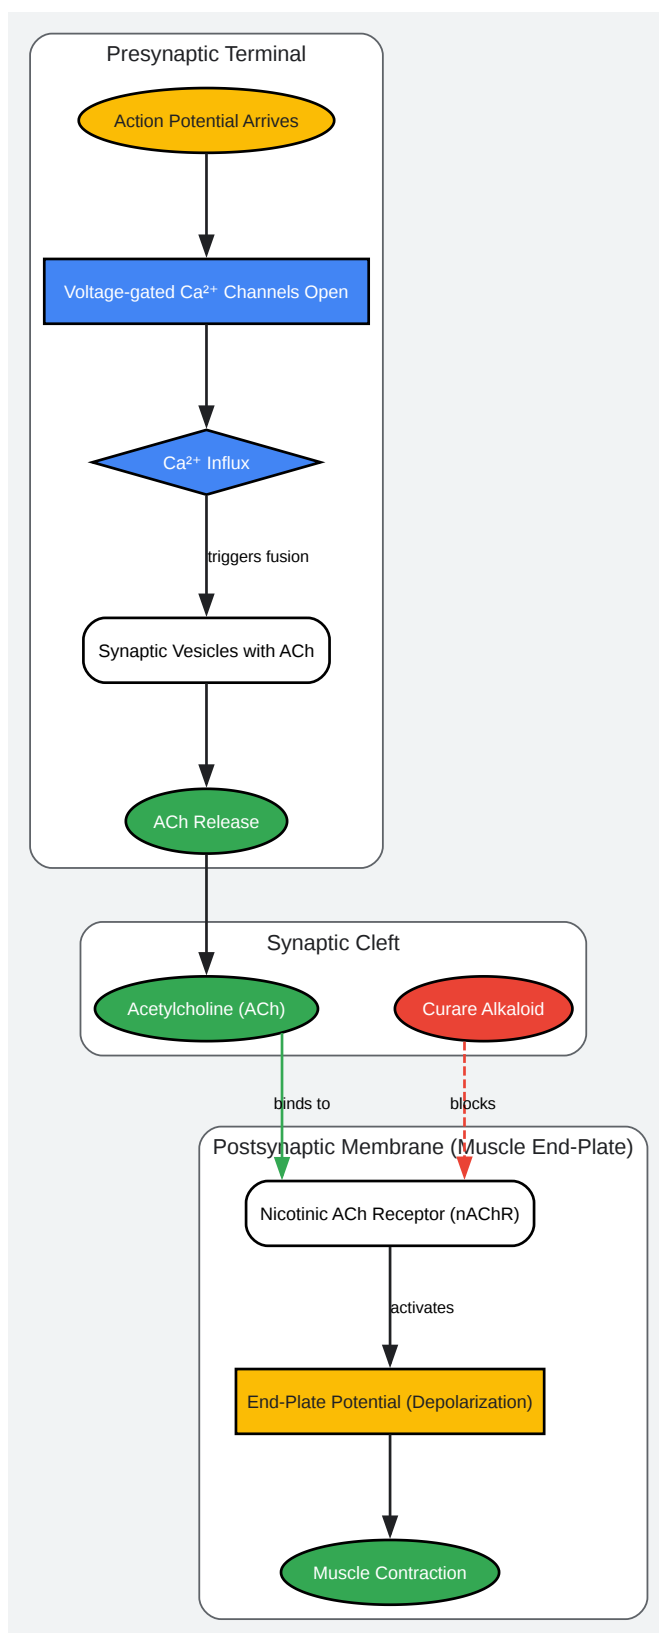 Presynaptic Terminal
Action Potential Arrives
Voltage-gated Ca²⁺ Channels Open
Ca²⁺ Influx
triggers fusion
Synaptic Vesicles with ACh
ACh Release
Synaptic Cleft
Acetylcholine (ACh)
Curare Alkaloid
binds to
blocks
Postsynaptic Membrane (Muscle End-Plate)
Nicotinic ACh Receptor (nAChR)
activates
End-Plate Potential (Depolarization)
Muscle Contraction